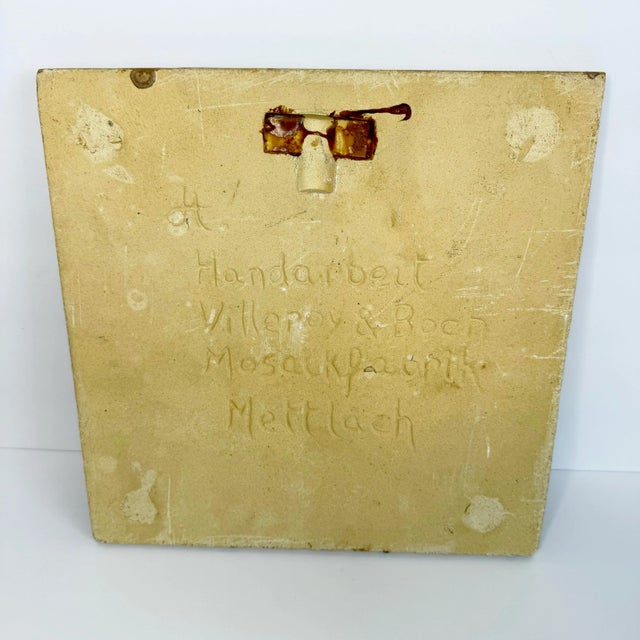 H
Handarbeit
Villeroy & Boch
Mosaikfabrik
Mettlach